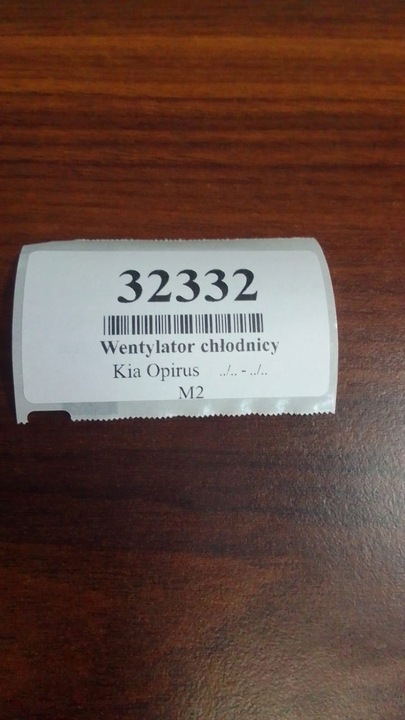 32332
Wentylator chłodnicy
Kia Opirus ../.. - ../..
M2